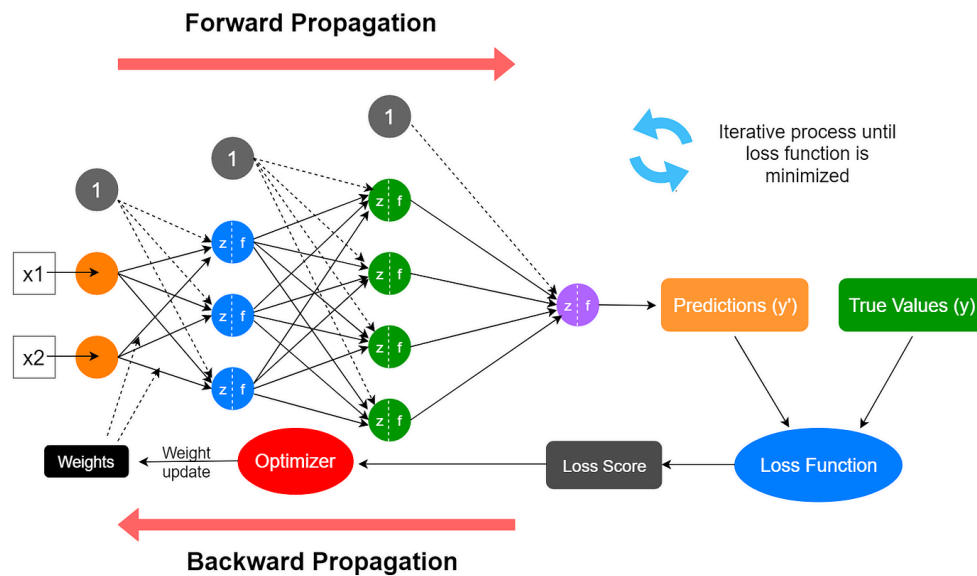 Forward Propagation
1
1
1
Iterative process until
loss function is
minimized
z f
z f
x1
z f
z f
z f
z f
Predictions (y')
True Values (y)
z f
x2
z f
z f
Weights
Weight
update
Optimizer
Loss Score
Loss Function
Backward Propagation